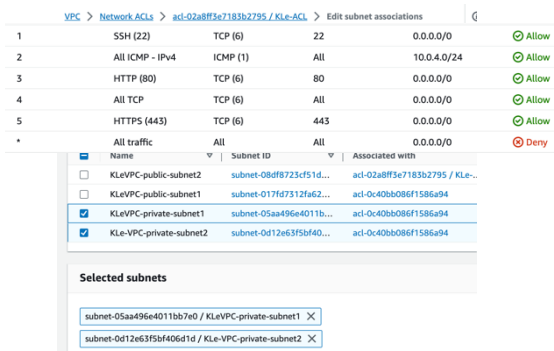 VPC > Network ACLs > acl-02a8ff3e7183b2795 / KLe-ACL > Edit subnet associations
1 SSH (22) TCP (6) 22 0.0.0.0/0 Allow
2 All ICMP - IPv4 ICMP (1) All 10.0.4.0/24 Allow
3 HTTP (80) TCP (6) 80 0.0.0.0/0 Allow
4 All TCP TCP (6) All 0.0.0.0/0 Allow
5 HTTPS (443) TCP (6) 443 0.0.0.0/0 Allow
* All traffic All All 0.0.0.0/0 Deny
Name Subnet ID Associated with
KLeVPC-public-subnet2 subnet-08df8723cf51d... acl-02a8ff3e7183b2795 / KLe-...
KLeVPC-public-subnet1 subnet-017fd7312fa62... acl-0c40bb086f1586a94
KLeVPC-private-subnet1 subnet-05aa496e4011b... acl-0c40bb086f1586a94
KLe-VPC-private-subnet2 subnet-0d12e63f5bf40... acl-0c40bb086f1586a94
Selected subnets
subnet-05aa496e4011bb7e0 / KLeVPC-private-subnet1 X
subnet-0d12e63f5bf406d1d / KLe-VPC-private-subnet2 X